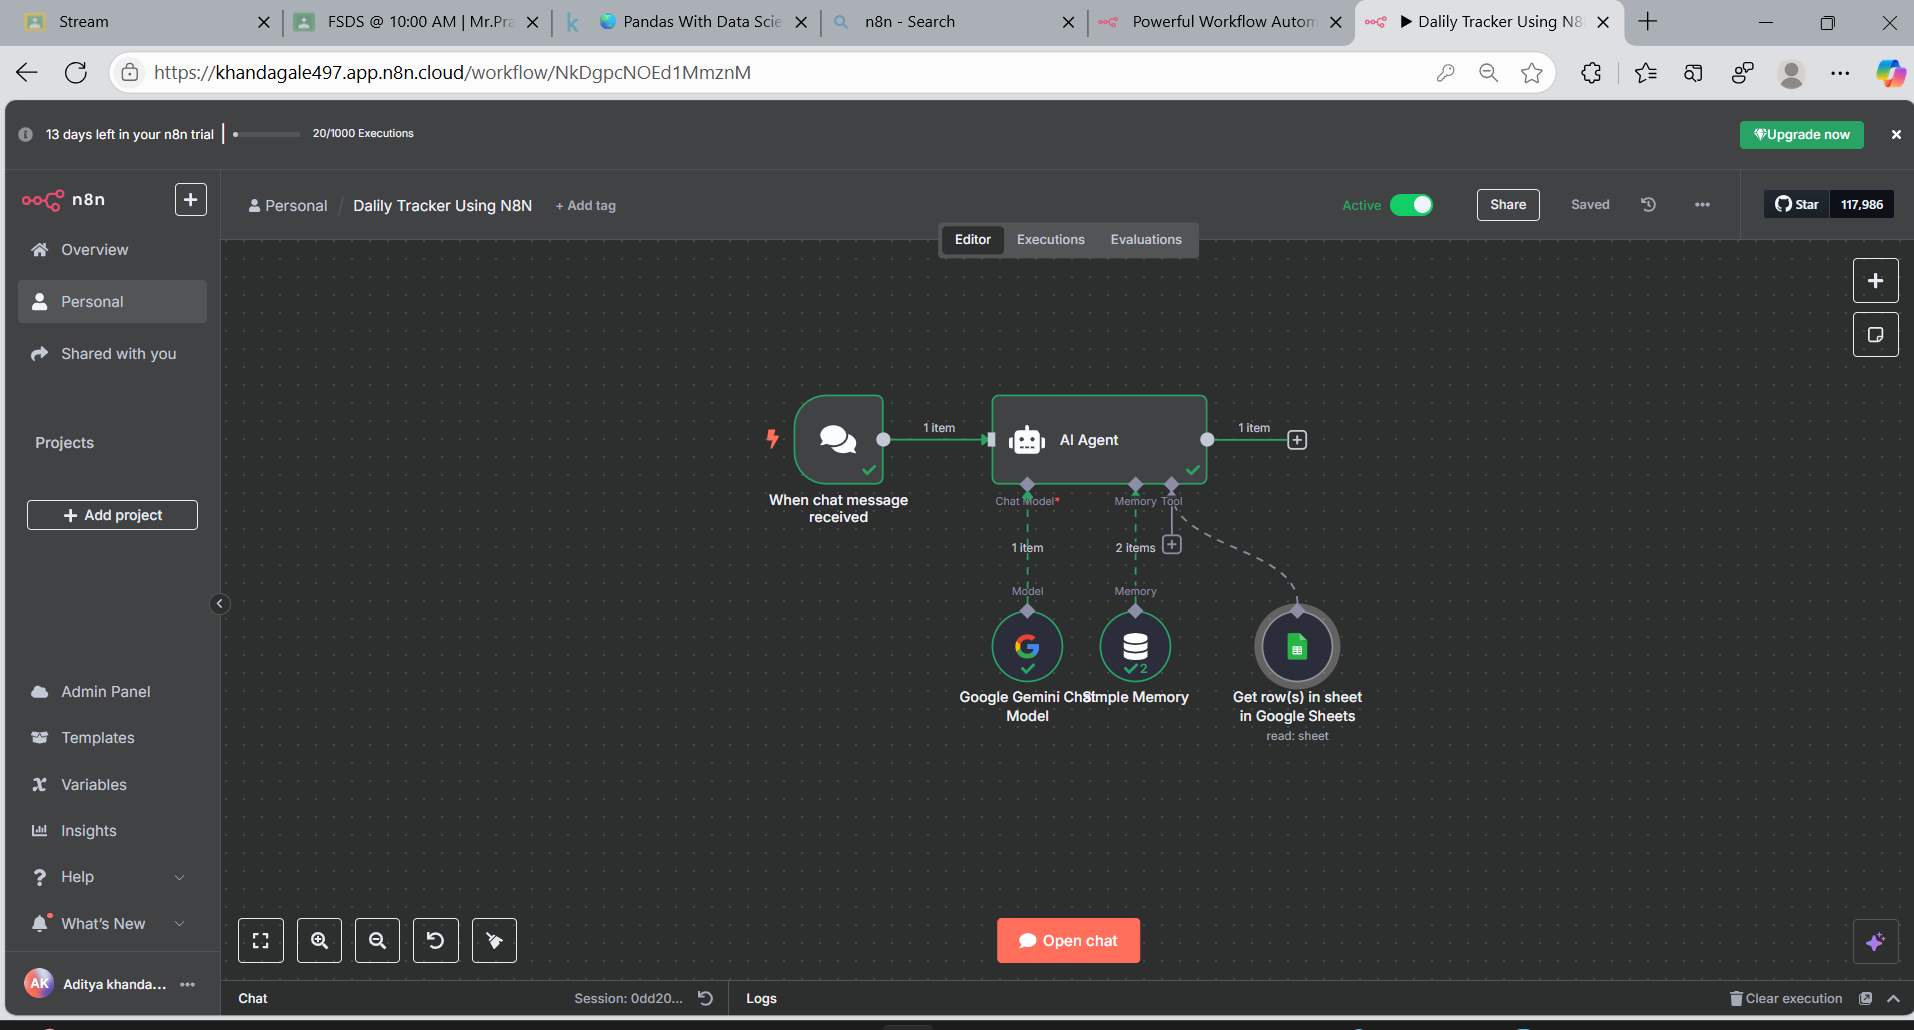 Stream
FSDS @ 10:00 AM | Mr.Pra
Pandas With Data Scie
n8n - Search
Powerful Workflow Autom
Dalily Tracker Using N8
https://khandagale497.app.n8n.cloud/workflow/NkDgpcNOEd1MmznM
13 days left in your n8n trial
20/1000 Executions
Upgrade now
n8n
Personal / Dalily Tracker Using N8N + Add tag
Active
Share
Saved
Star 117,986
Editor Executions Evaluations
Overview
Personal
Shared with you
Projects
+ Add project
Admin Panel
Templates
Variables
Insights
Help
What's New
AK Aditya khanda...
1 item
AI Agent
1 item
When chat message
received
Chat Model*
Memory
Tool
1 item
2 items
Model
Memory
2
Google Gemini Chat
Model
Simple Memory
Get row(s) in sheet
in Google Sheets
read: sheet
Open chat
Chat
Session: 0dd20...
Logs
Clear execution